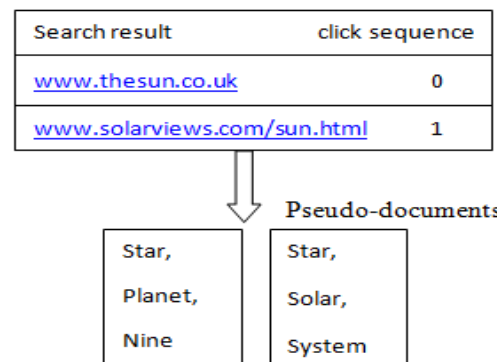 Search result click sequence
www.thesun.co.uk 0
www.solarviews.com/sun.html 1
Pseudo-documents
Star,
Planet,
Nine
Star,
Solar,
System